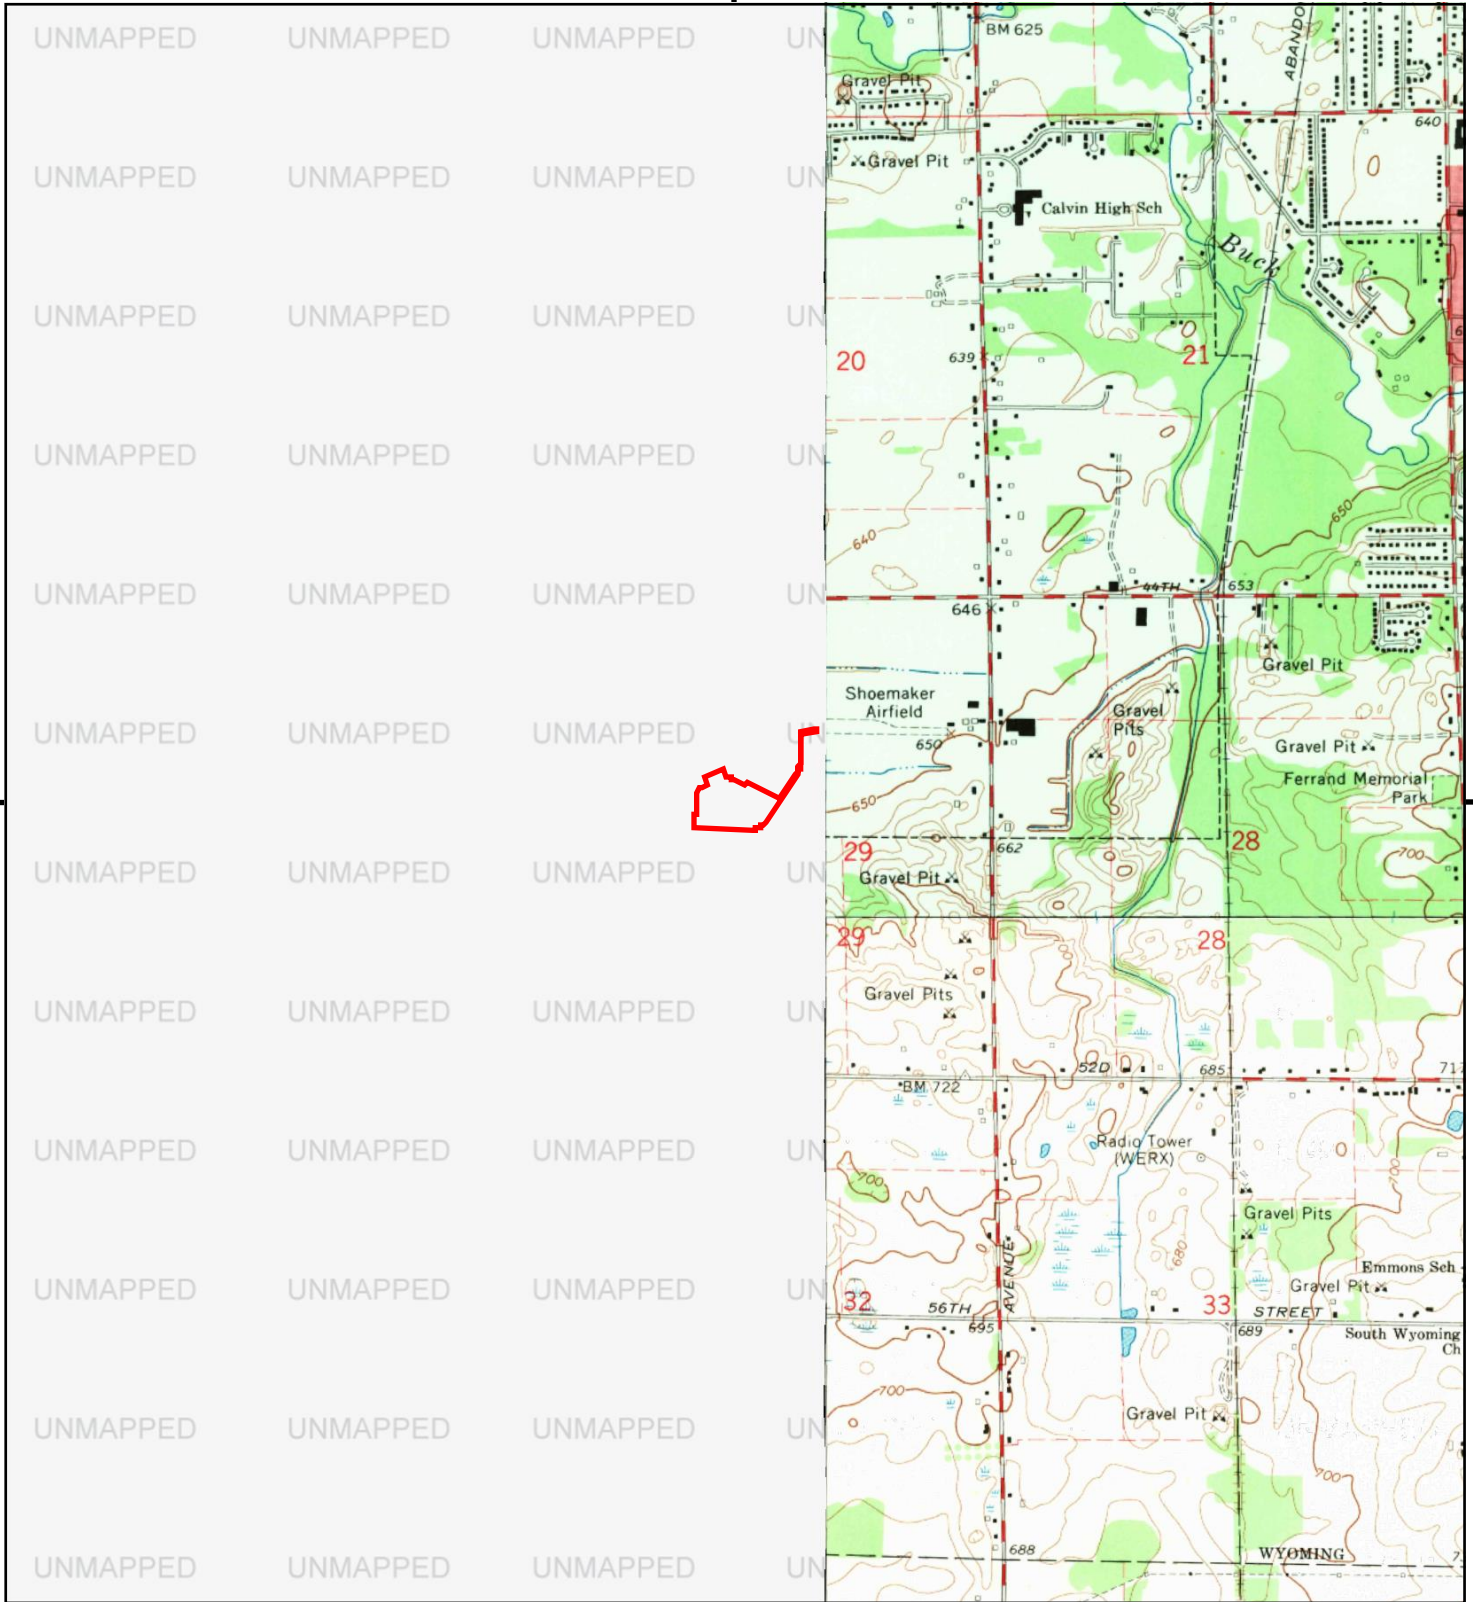 UNMAPPED UNMAPPED UNMAPPED UN
BM 625
ABANDO
Gravel Pit
640
Gravel Pit
UNMAPPED UNMAPPED UNMAPPED UN
Calvin High Sch
Buck
UNMAPPED UNMAPPED UNMAPPED UN
6
20
639
21
UNMAPPED UNMAPPED UNMAPPED UN
650
640
UNMAPPED UNMAPPED UNMAPPED UN
44TH
653
646
Gravel Pit
Shoemaker
Airfield
Gravel
Pits
UNMAPPED UNMAPPED UNMAPPED UN
650
Gravel Pit
Ferrand Memorial
Park
650
662
28
29
700
UNMAPPED UNMAPPED UNMAPPED UN
Gravel Pit
29
28
Gravel Pits
UNMAPPED UNMAPPED UNMAPPED UN
52D
685
717
BM 722
Radio Tower
(WERX)
UNMAPPED UNMAPPED UNMAPPED UN
700
700
Gravel Pits
680
AVENUE
Emmons Sch
Gravel Pit
UNMAPPED UNMAPPED UNMAPPED UN
32
56TH
33
STREET
695
689
South Wyoming
Ch
700
Gravel Pit
UNMAPPED UNMAPPED UNMAPPED UN
700
688
WYOMING
7
UNMAPPED UNMAPPED UNMAPPED UN